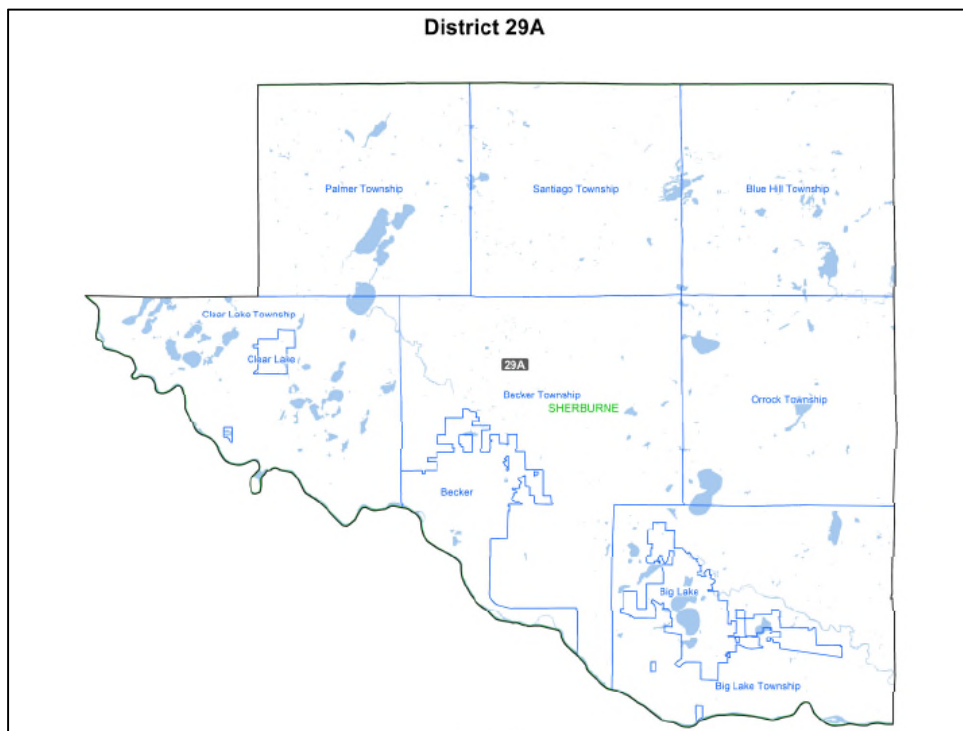 District 29A
Palmer Township
Santiago Township
Blue Hill Township
Clear Lake Township
Clear Lake
29A
Becker Township
SHERBURNE
Orrock Township
Becker
Big Lake
Big Lake Township